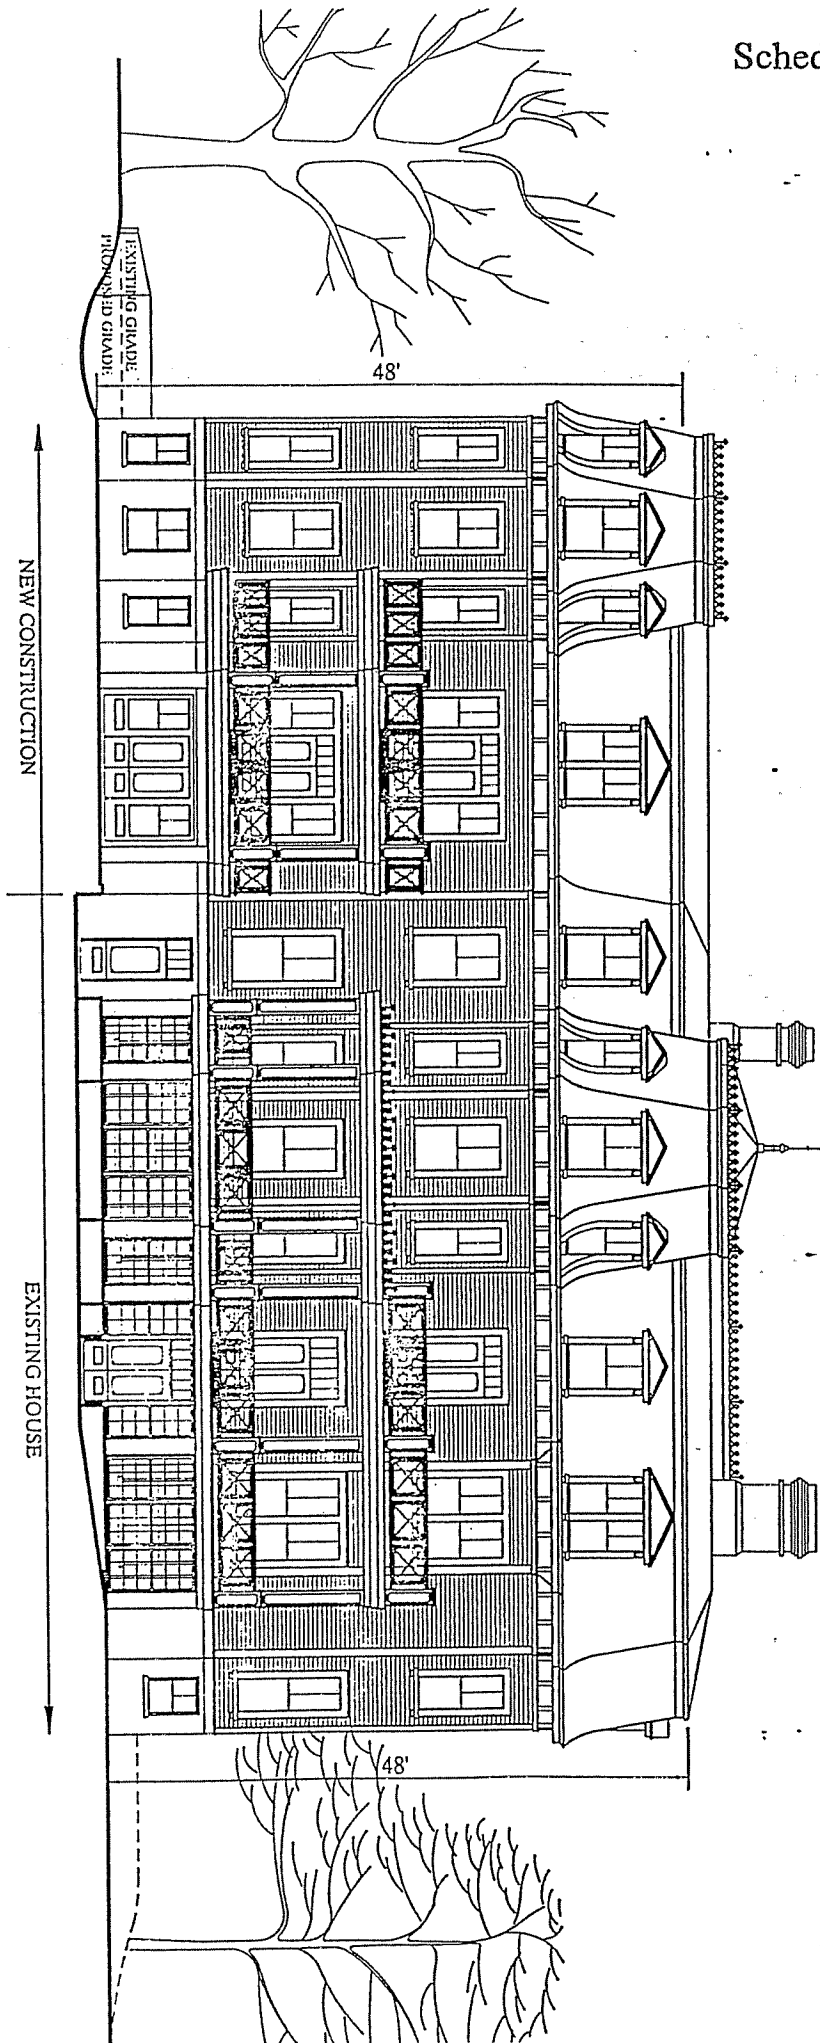 Sched
EXISTING GRADE
PROPOSED GRADE
48'
NEW CONSTRUCTION
EXISTING HOUSE
48'